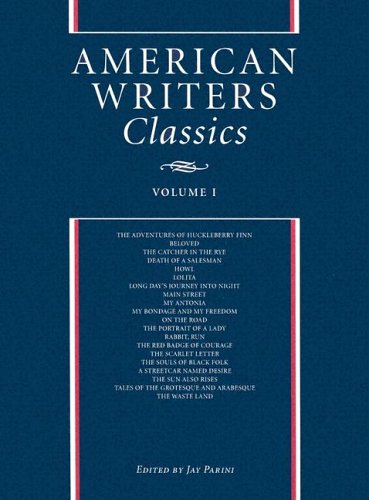 AMERICAN
WRITERS
Classics
VOLUME I
THE ADVENTURES OF HUCKLEBERRY FINN
BELOVED
THE CATCHER IN THE RYE
DEATH OF A SALESMAN
HOWL
LOLITA
LONG DAY'S JOURNEY INTO NIGHT
MAIN STREET
MY ANTONIA
MY BONDAGE AND MY FREEDOM
ON THE ROAD
THE PORTRAIT OF A LADY
RABBIT, RUN
THE RED BADGE OF COURAGE
THE SCARLET LETTER
THE SOULS OF BLACK FOLK
A STREETCAR NAMED DESIRE
THE SUN ALSO RISES
TALES OF THE GROTESQUE AND ARABESQUE
THE WASTE LAND
EDITED BY JAY PARINI